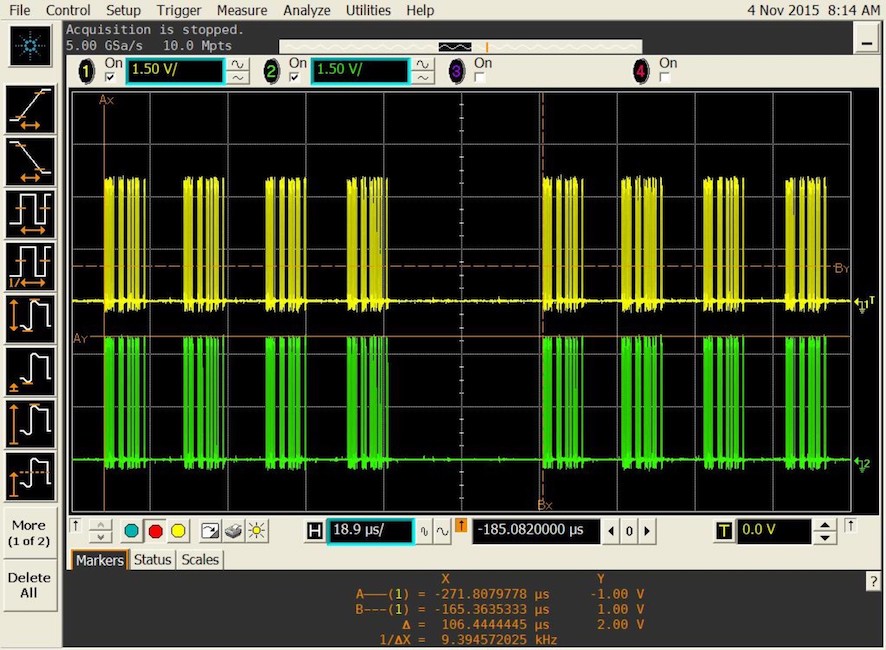 File Control Setup Trigger Measure Analyze Utilities Help 4 Nov 2015 8:14 AM
Acquisition is stopped.
5.00 GSa/s 10.0 Mpts
1 On 1.50 V/ 2 On 1.50 V/ 3 On 4 On
Ax
BY
1 T
AY
2
Bx
More
(1 of 2)
H 18.9 µs/ -185.0820000 µs 0 T 0.0 V
Markers Status Scales
Delete
All
?
X Y
A———(1) = -271.8079778 µs -1.00 V
B---(1) = -165.3635333 µs 1.00 V
Δ = 106.4444445 µs 2.00 V
1/ΔX = 9.394572025 kHz